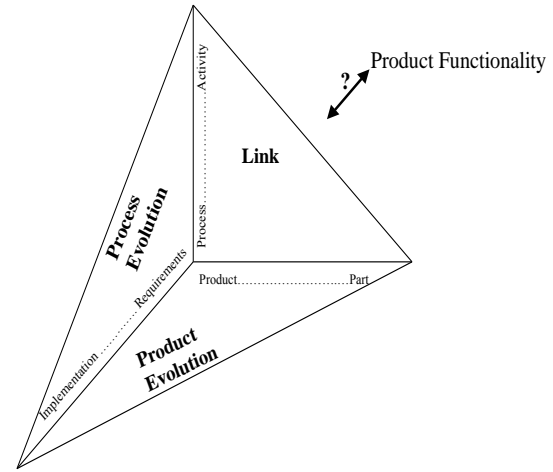 Product Functionality
?
Activity
Process
Link
Process
Evolution
Requirements
Implementation
Product
Part
Product
Evolution